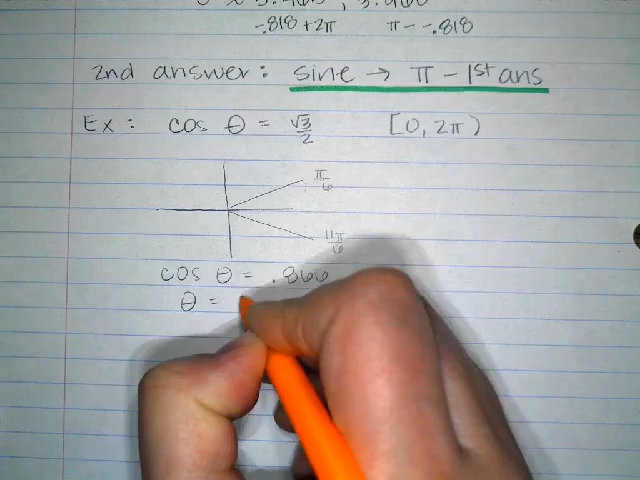 -.818+2π π--.818
2nd answer: sine → π - 1st ans
Ex: cos θ = √3/2 [0, 2π)
π/6
11π/6
cos θ = .866
θ =